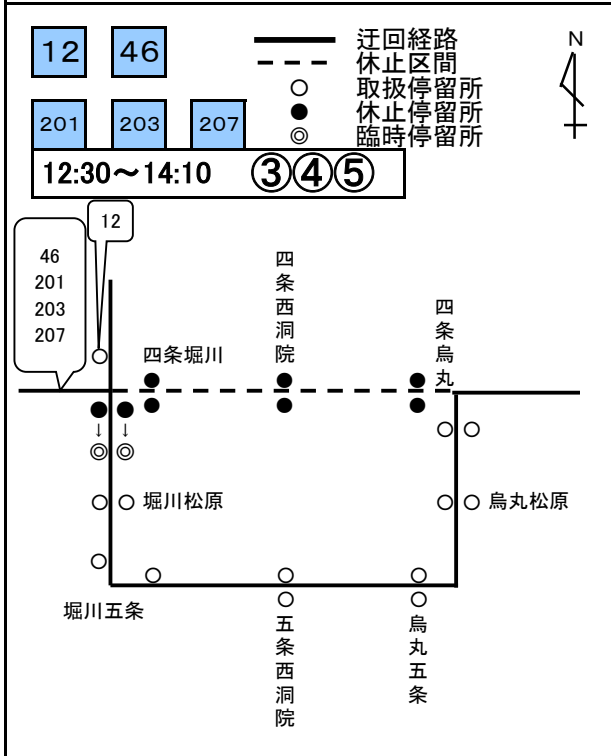 12 46
201 203 207
迂回経路
休止区間
取扱停留所
休止停留所
臨時停留所
N
12:30～14:10 ③④⑤
12
46
201
203
207
四条堀川
四条西洞院
四条烏丸
↓ ↓
堀川松原
烏丸松原
堀川五条
五条西洞院
烏丸五条